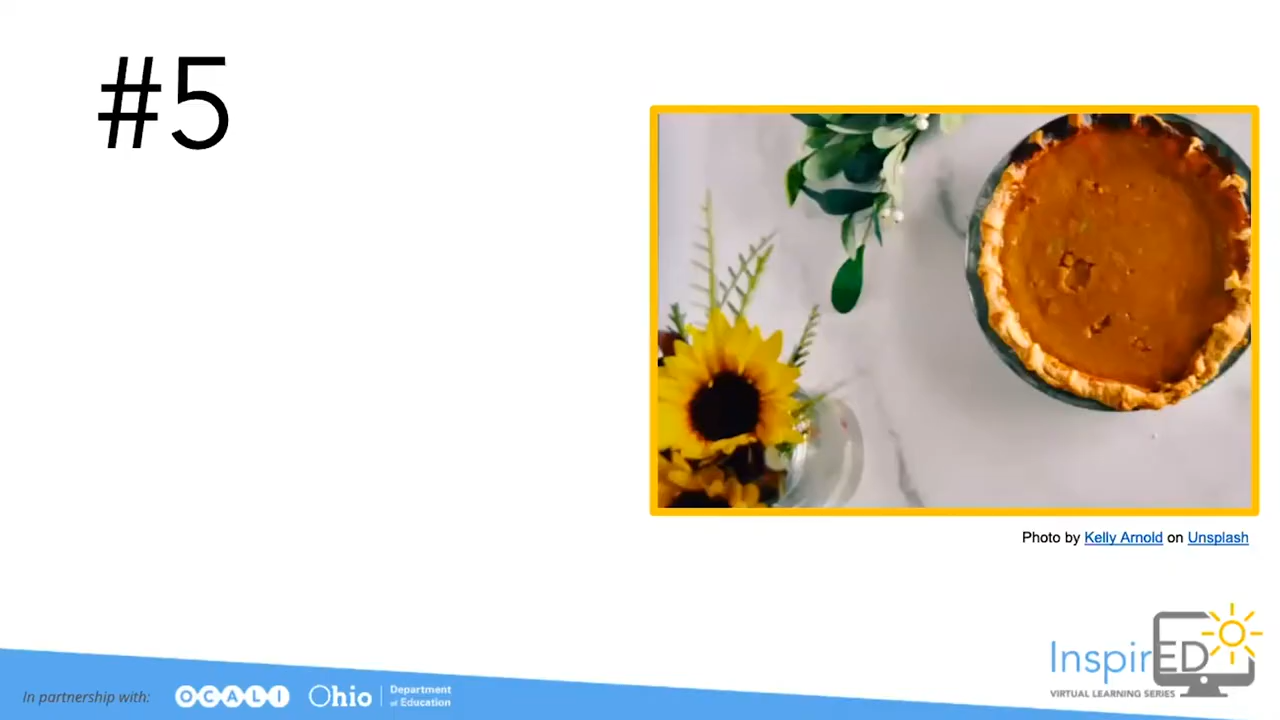 #5
Photo by Kelly Arnold on Unsplash
InspirED
VIRTUAL LEARNING SERIES
In partnership with:
OCALI
Ohio
Department
of Education